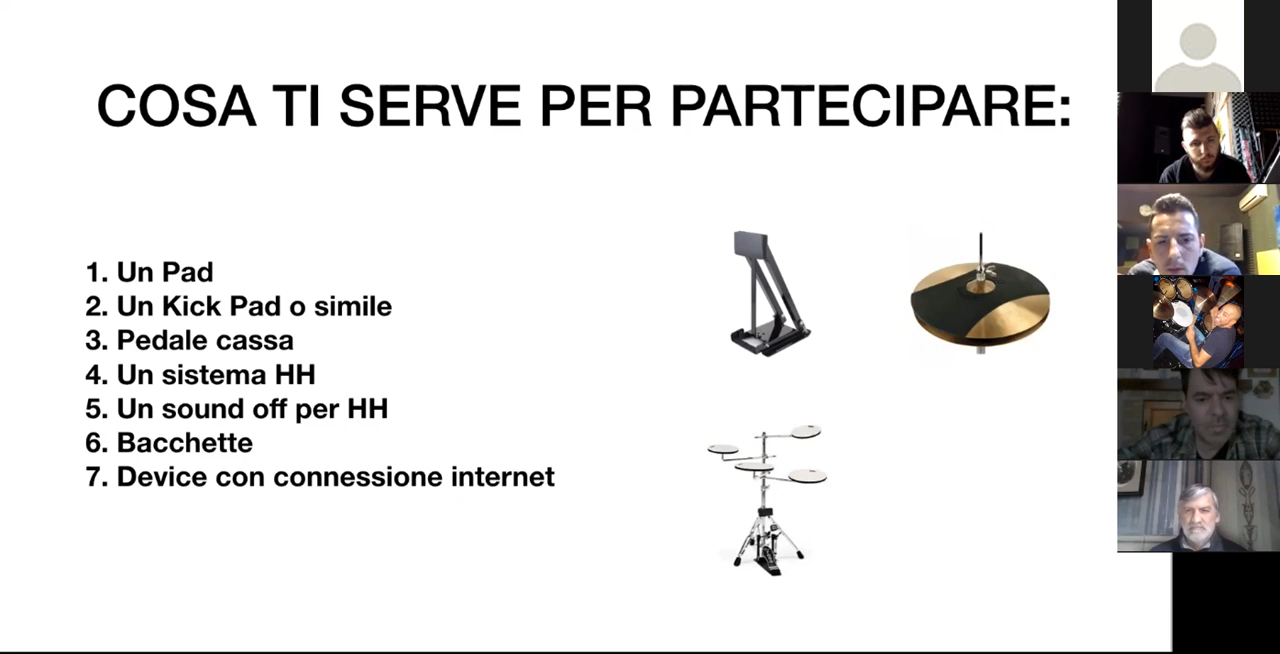 COSA TI SERVE PER PARTECIPARE:
1. Un Pad
2. Un Kick Pad o simile
3. Pedale cassa
4. Un sistema HH
5. Un sound off per HH
6. Bacchette
7. Device con connessione internet